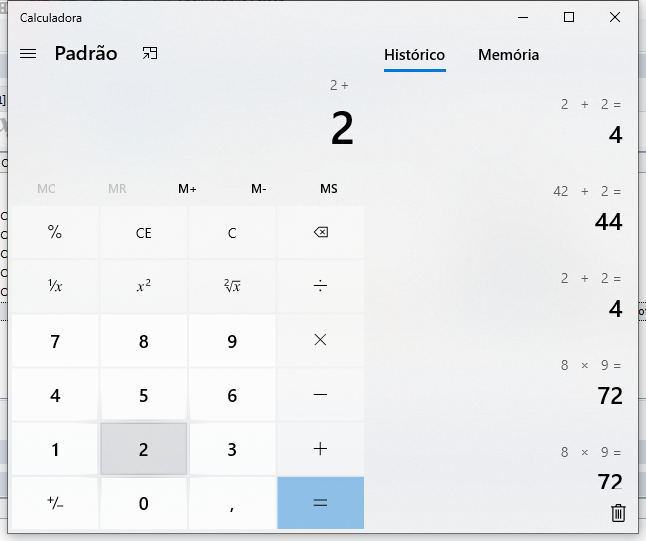 Calculadora
Padrão
Histórico
Memória
2 +
2
MC MR M+ M- MS
% CE C
¹/x x² ²√x ÷
7 8 9 ×
4 5 6 −
1 2 3 +
+/− 0 , =
2 + 2 =
4
42 + 2 =
44
2 + 2 =
4
8 × 9 =
72
8 × 9 =
72